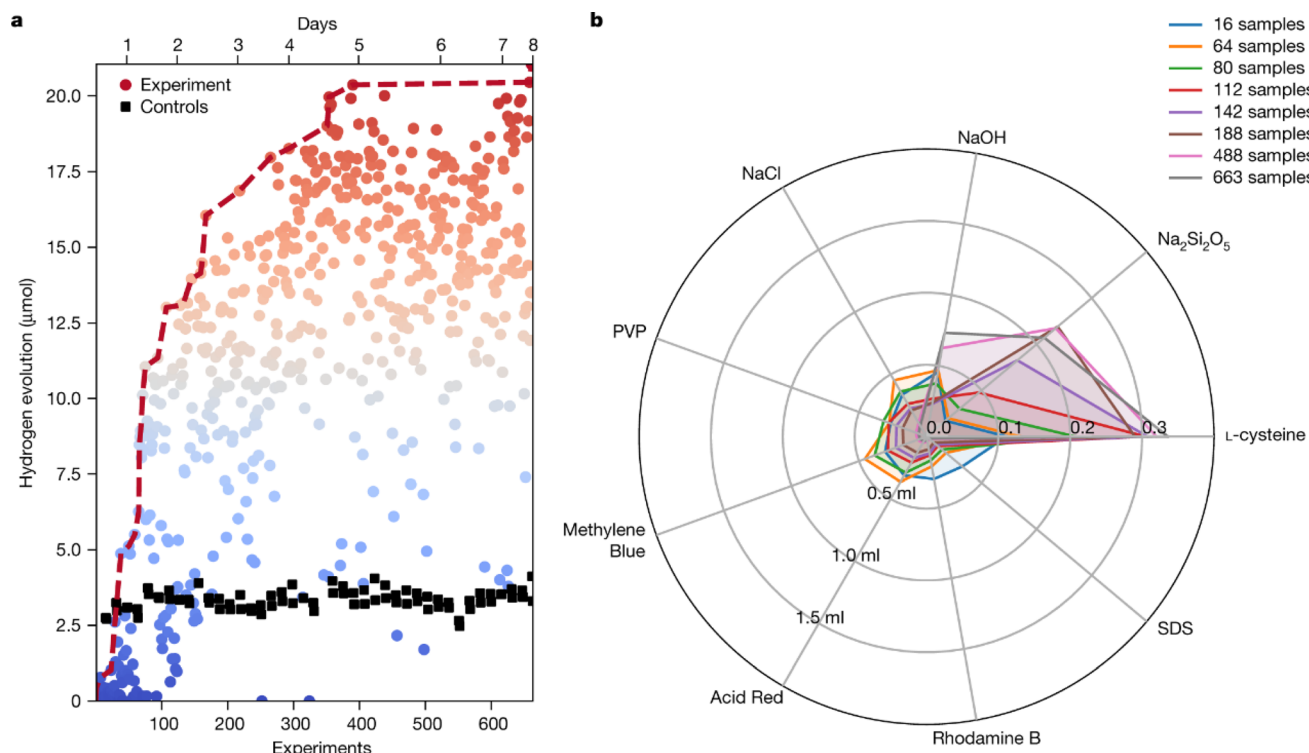 a
Days
1 2 3 4 5 6 7 8
Experiment
Controls
Hydrogen evolution (μmol)
20.0
17.5
15.0
12.5
10.0
7.5
5.0
2.5
0
100 200 300 400 500 600
Experiments
b
16 samples
64 samples
80 samples
112 samples
142 samples
188 samples
488 samples
663 samples
NaOH
NaCl
Na₂Si₂O₅
PVP
0.0 0.1 0.2 0.3
L-cysteine
0.5 ml
Methylene
Blue
1.0 ml
1.5 ml
SDS
Acid Red
Rhodamine B